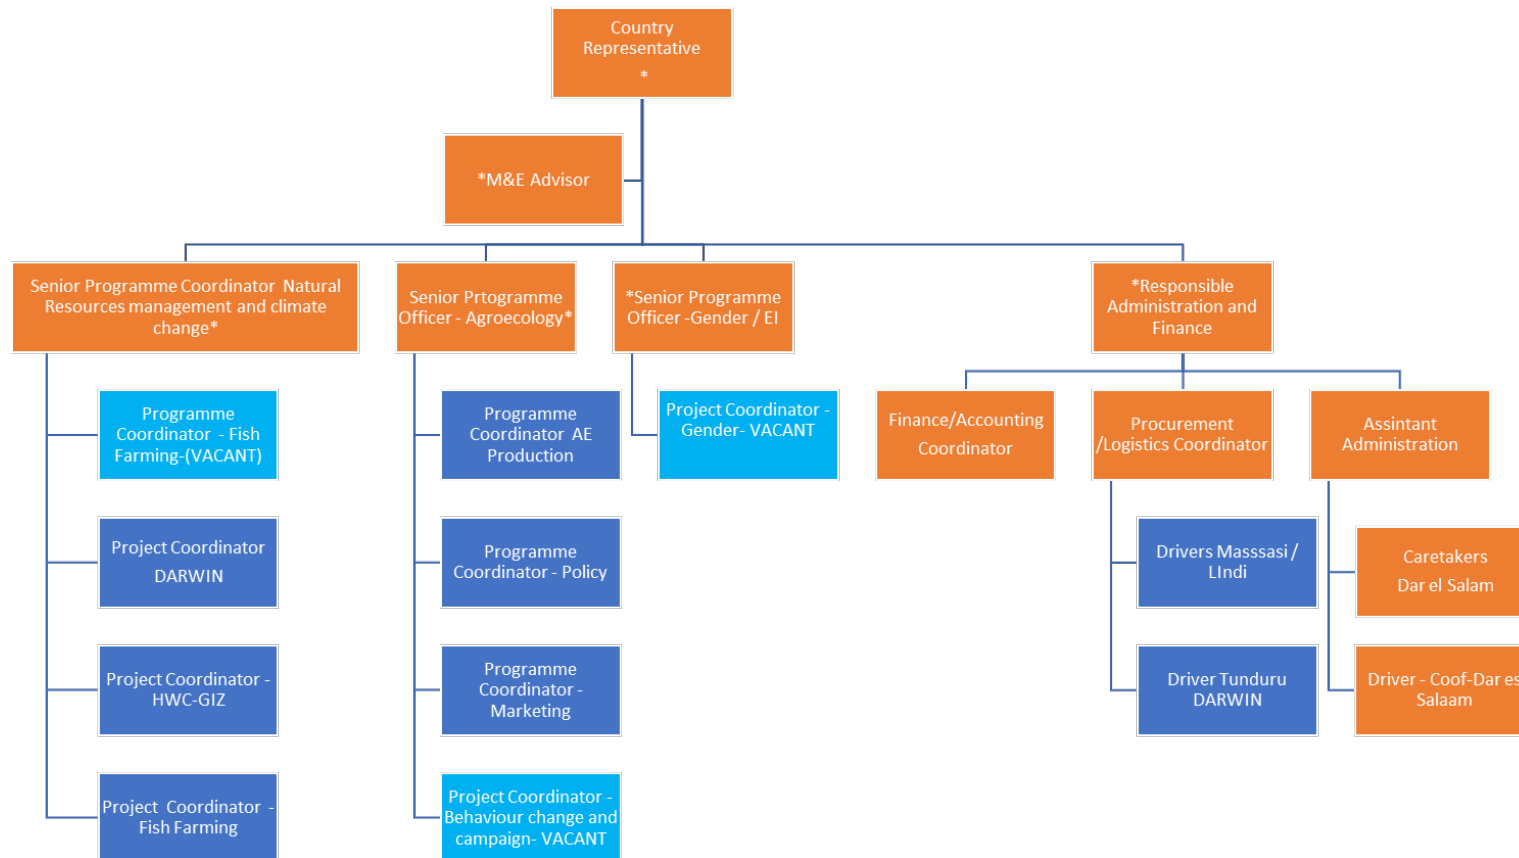 Country
Representative
*
*M&E Advisor
Senior Programme Coordinator Natural
Resources management and climate
change*
Senior Prtogramme
Officer - Agroecology*
*Senior Programme
Officer -Gender / EI
*Responsible
Administration and
Finance
Programme
Coordinator - Fish
Farming-(VACANT)
Programme
Coordinator AE
Production
Project Coordinator -
Gender- VACANT
Finance/Accounting
Coordinator
Procurement
/Logistics Coordinator
Assintant
Administration
Project Coordinator
DARWIN
Programme
Coordinator - Policy
Drivers Masssasi /
LIndi
Caretakers
Dar el Salam
Project Coordinator -
HWC-GIZ
Programme
Coordinator -
Marketing
Driver Tunduru
DARWIN
Driver - Coof-Dar es
Salaam
Project Coordinator -
Fish Farming
Project Coordinator -
Behaviour change and
campaign- VACANT